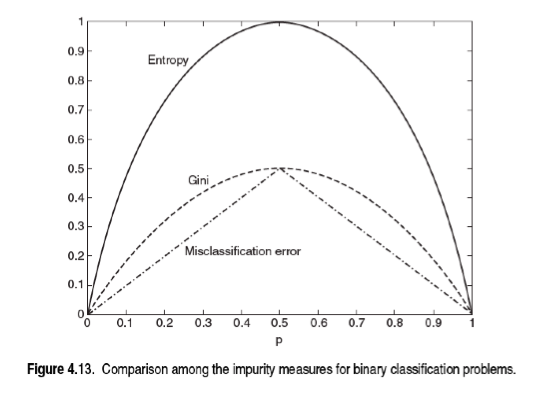 1
0.9
Entropy
0.8
0.7
0.6
0.5
Gini
0.4
0.3
Misclassification error
0.2
0.1
0
0 0.1 0.2 0.3 0.4 0.5 0.6 0.7 0.8 0.9 1
p
Figure 4.13. Comparison among the impurity measures for binary classification problems.